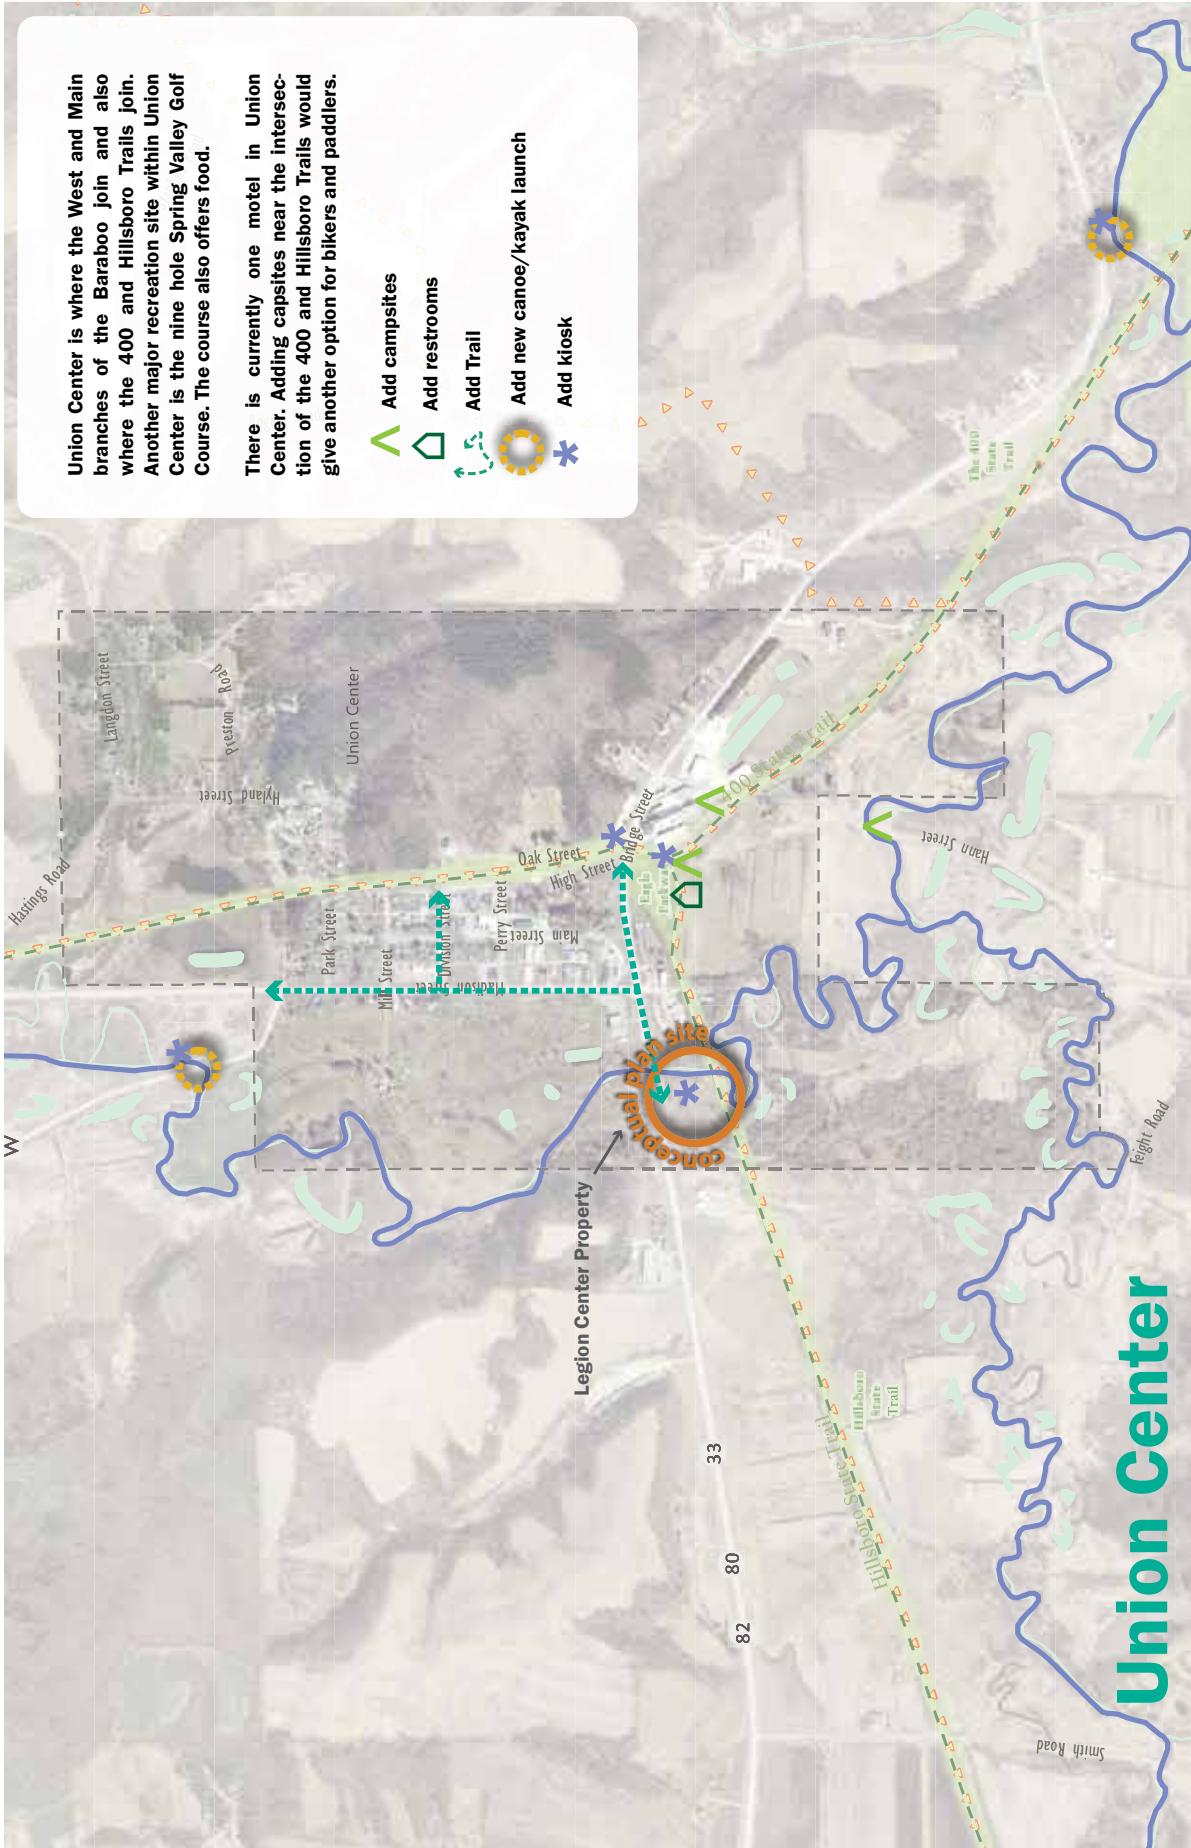 Union Center is where the West and Main
branches of the Baraboo join and also
where the 400 and Hillsboro Trails join.
Another major recreation site within Union
Center is the nine hole Spring Valley Golf
Course. The course also offers food.
There is currently one motel in Union
Center. Adding capsites near the intersec-
tion of the 400 and Hillsboro Trails would
give another option for bikers and paddlers.
Add campsites
Add restrooms
Add Trail
Add new canoe/kayak launch
Add kiosk
W
Hastings Road
Langdon Street
Preston Road
Hyland Street
Union Center
Park Street
Mill Street
Division Street
Madison Street
Perry Street
Main Street
Oak Street
High Street
Bridge Street
400 State Trail
The 400
State
Trail
Hann Street
conceptual plan site
Legion Center Property
Feight Road
33
80
82
Hillsboro State Trail
Hillsboro
State
Trail
Smith Road
Union Center